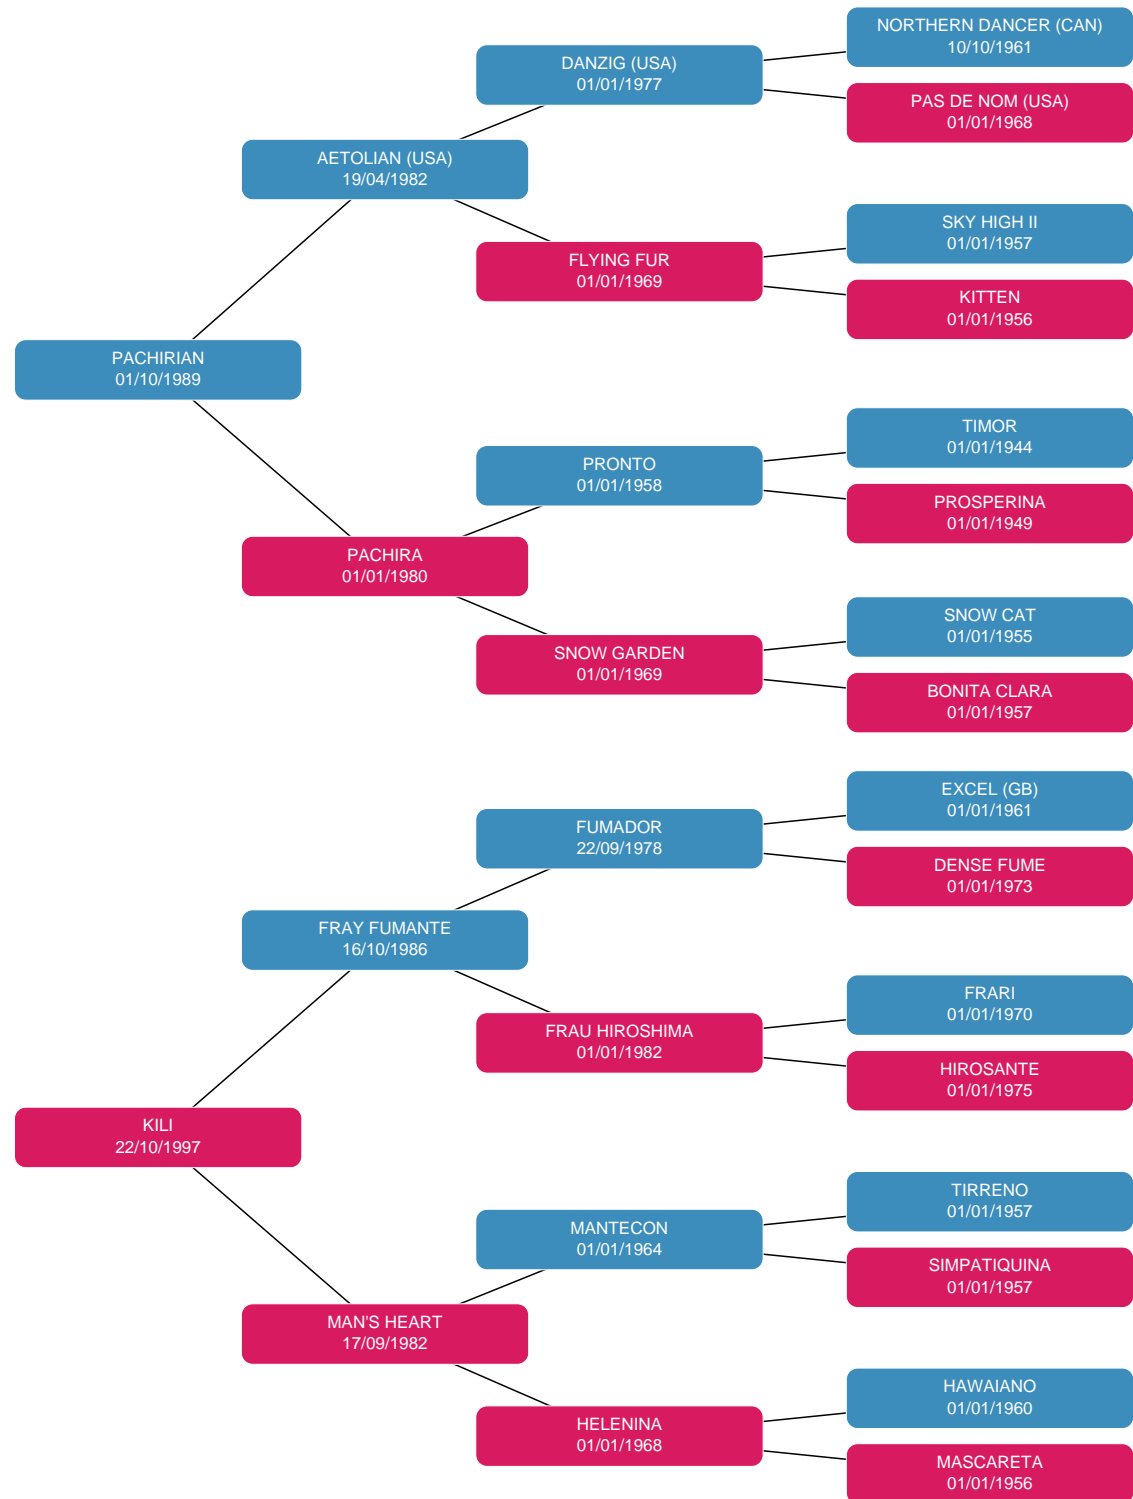 NORTHERN DANCER (CAN)
10/10/1961
DANZIG (USA)
01/01/1977
PAS DE NOM (USA)
01/01/1968
AETOLIAN (USA)
19/04/1982
SKY HIGH II
01/01/1957
FLYING FUR
01/01/1969
KITTEN
01/01/1956
PACHIRIAN
01/10/1989
TIMOR
01/01/1944
PRONTO
01/01/1958
PROSPERINA
01/01/1949
PACHIRA
01/01/1980
SNOW CAT
01/01/1955
SNOW GARDEN
01/01/1969
BONITA CLARA
01/01/1957
EXCEL (GB)
01/01/1961
FUMADOR
22/09/1978
DENSE FUME
01/01/1973
FRAY FUMANTE
16/10/1986
FRARI
01/01/1970
FRAU HIROSHIMA
01/01/1982
HIROSANTE
01/01/1975
KILI
22/10/1997
TIRRENO
01/01/1957
MANTECON
01/01/1964
SIMPATIQUINA
01/01/1957
MAN'S HEART
17/09/1982
HAWAIANO
01/01/1960
HELENINA
01/01/1968
MASCARETA
01/01/1956